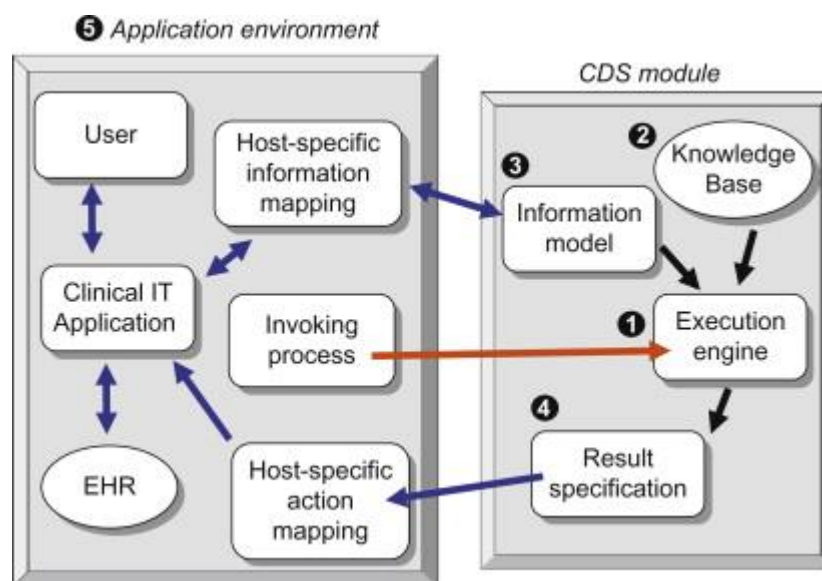 5 Application environment
CDS module
User
Host-specific
information
mapping
2
Knowledge
Base
3
Information
model
Clinical IT
Application
Invoking
process
1
Execution
engine
4
Result
specification
EHR
Host-specific
action
mapping